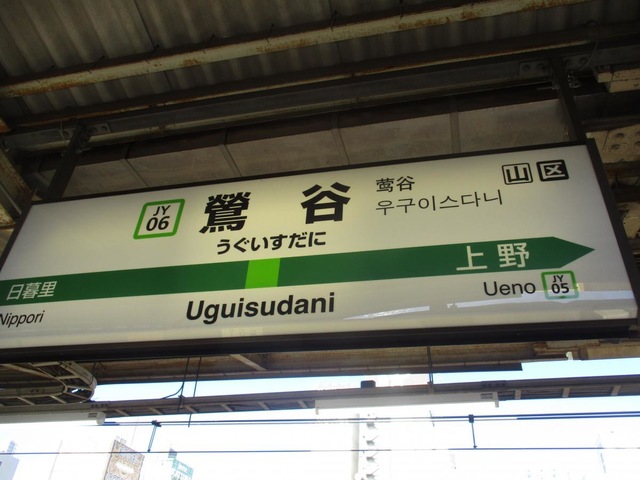 山 区
JY
06
鶯谷
莺谷
우구이스다니
うぐいすだに
日暮里
上野
Nippori
Uguisudani
Ueno
JY
05